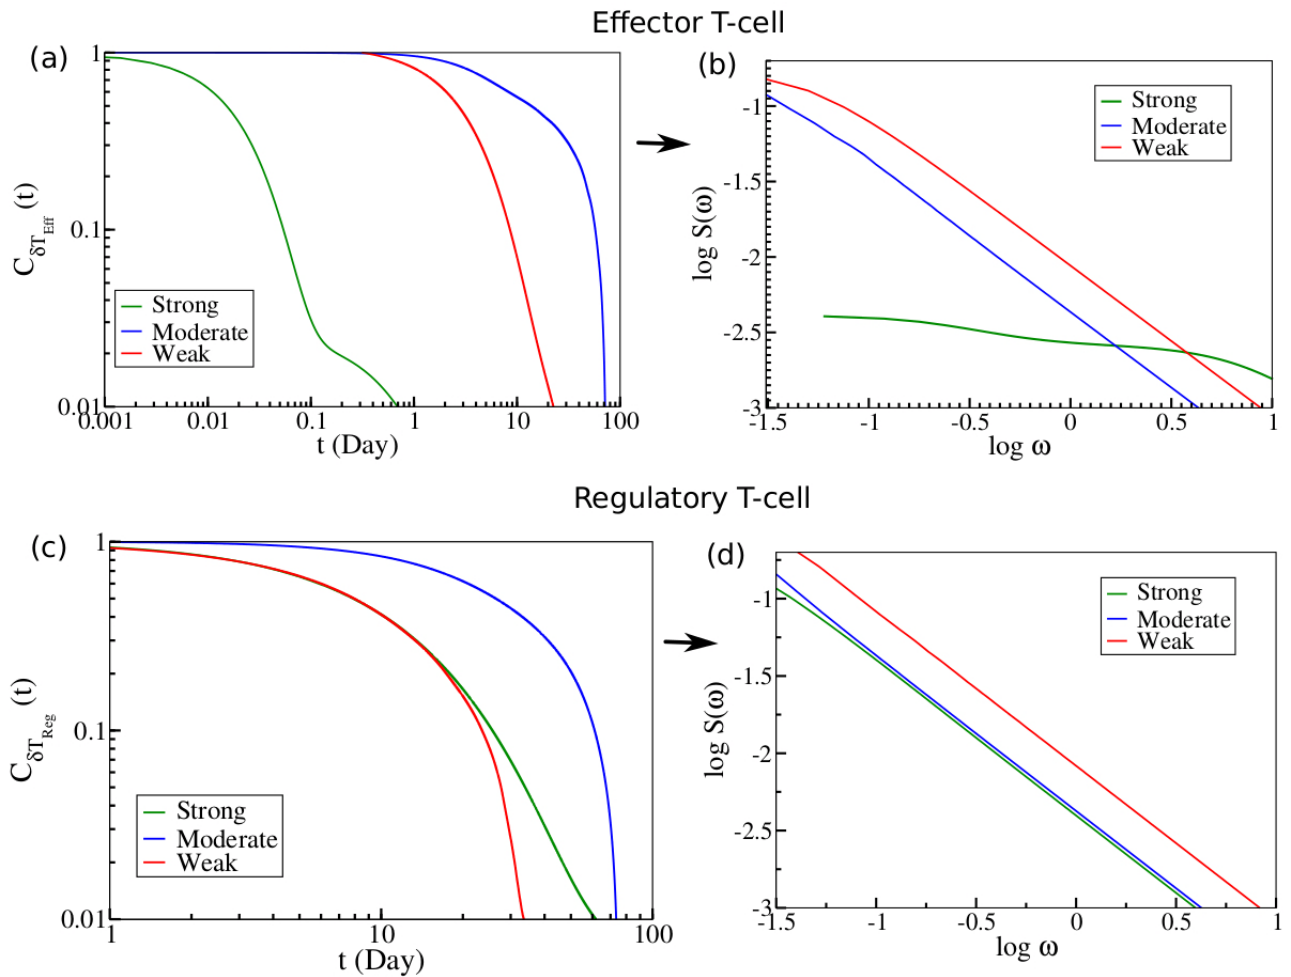 Effector T-cell
(a)
1
0.1
0.01
C δT Eff (t)
Strong
Moderate
Weak
0.001 0.01 0.1 1 10 100
t (Day)
(b)
-1
-1.5
-2
-2.5
-3
log S(ω)
Strong
Moderate
Weak
-1.5 -1 -0.5 0 0.5 1
log ω
Regulatory T-cell
(c)
1
0.1
0.01
C δT Reg (t)
Strong
Moderate
Weak
1 10 100
t (Day)
(d)
-1
-1.5
-2
-2.5
-3
log S(ω)
Strong
Moderate
Weak
-1.5 -1 -0.5 0 0.5 1
log ω